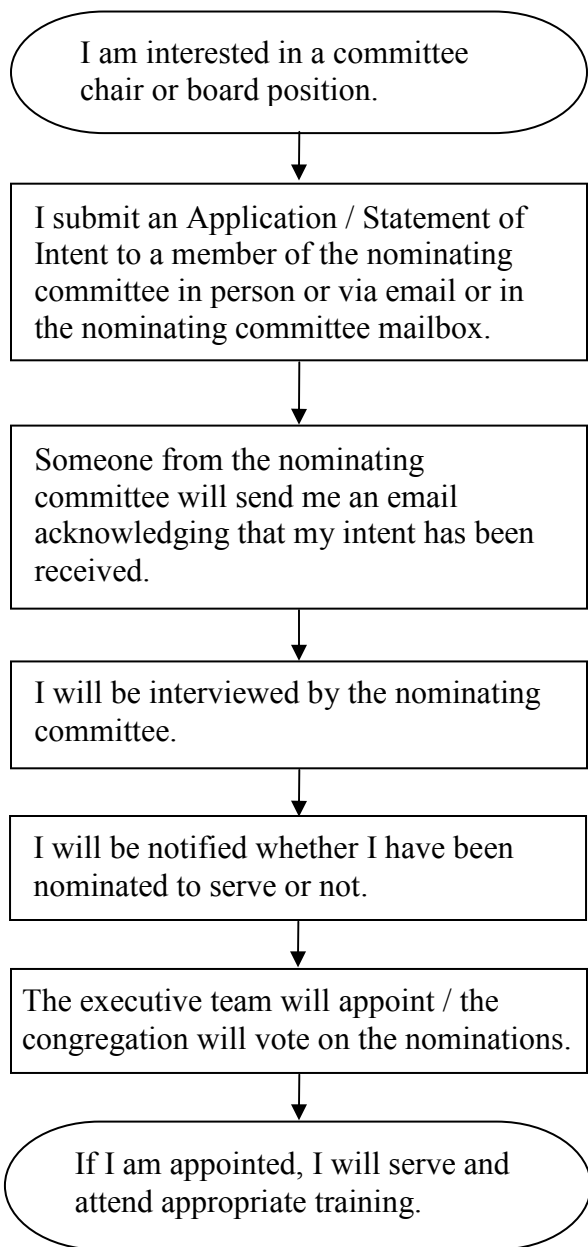 I am interested in a committee
chair or board position.
I submit an Application / Statement of
Intent to a member of the nominating
committee in person or via email or in
the nominating committee mailbox.
Someone from the nominating
committee will send me an email
acknowledging that my intent has been
received.
I will be interviewed by the nominating
committee.
I will be notified whether I have been
nominated to serve or not.
The executive team will appoint / the
congregation will vote on the nominations.
If I am appointed, I will serve and
attend appropriate training.